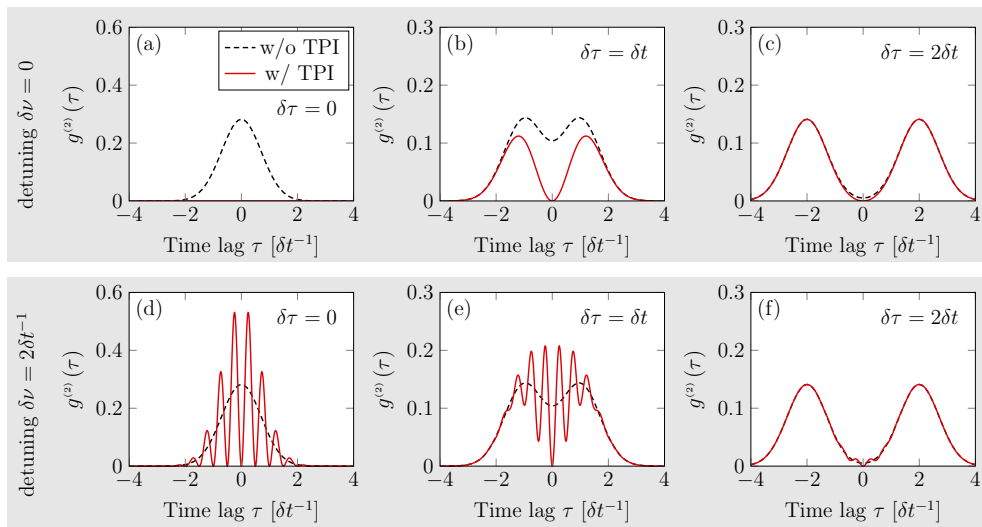 detuning δν = 0
(a)
w/o TPI
w/ TPI
δτ = 0
g⁽²⁾(τ)
0 0.2 0.4 0.6
−4 −2 0 2 4
Time lag τ [δt⁻¹]
(b)
δτ = δt
g⁽²⁾(τ)
0 0.1 0.2 0.3
−4 −2 0 2 4
Time lag τ [δt⁻¹]
(c)
δτ = 2δt
g⁽²⁾(τ)
0 0.1 0.2 0.3
−4 −2 0 2 4
Time lag τ [δt⁻¹]
detuning δν = 2δt⁻¹
(d)
δτ = 0
g⁽²⁾(τ)
0 0.2 0.4 0.6
−4 −2 0 2 4
Time lag τ [δt⁻¹]
(e)
δτ = δt
g⁽²⁾(τ)
0 0.1 0.2 0.3
−4 −2 0 2 4
Time lag τ [δt⁻¹]
(f)
δτ = 2δt
g⁽²⁾(τ)
0 0.1 0.2 0.3
−4 −2 0 2 4
Time lag τ [δt⁻¹]